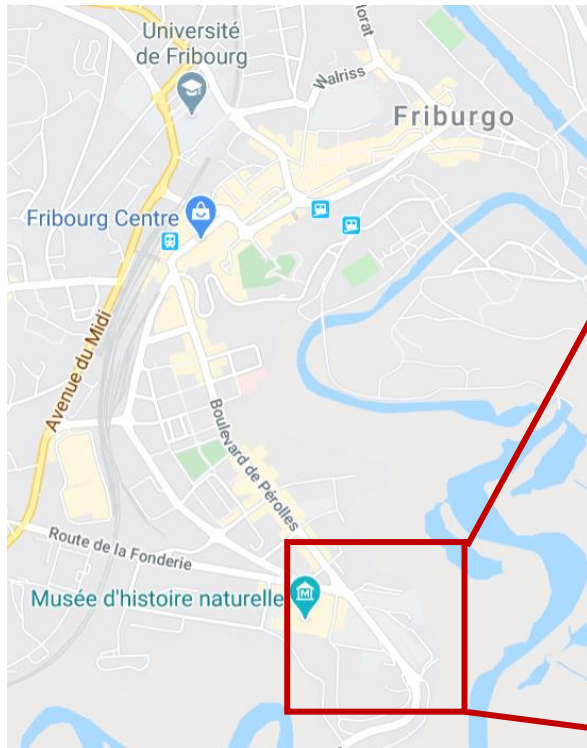 Université
de Fribourg
Morat
Walriss
Friburgo
Fribourg Centre
Avenue du Midi
Boulevard de Pérolles
Route de la Fonderie
Musée d'histoire naturelle
M